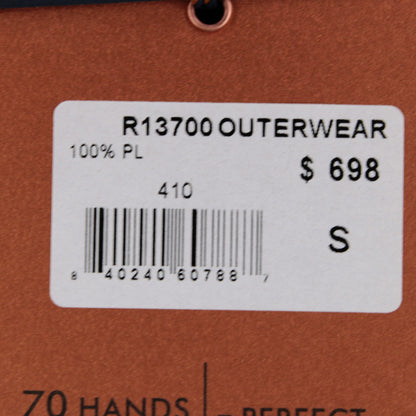 R13700 OUTERWEAR
100% PL
$ 698
410
S
8 40240 60788 7
70 HANDS
PERFECT